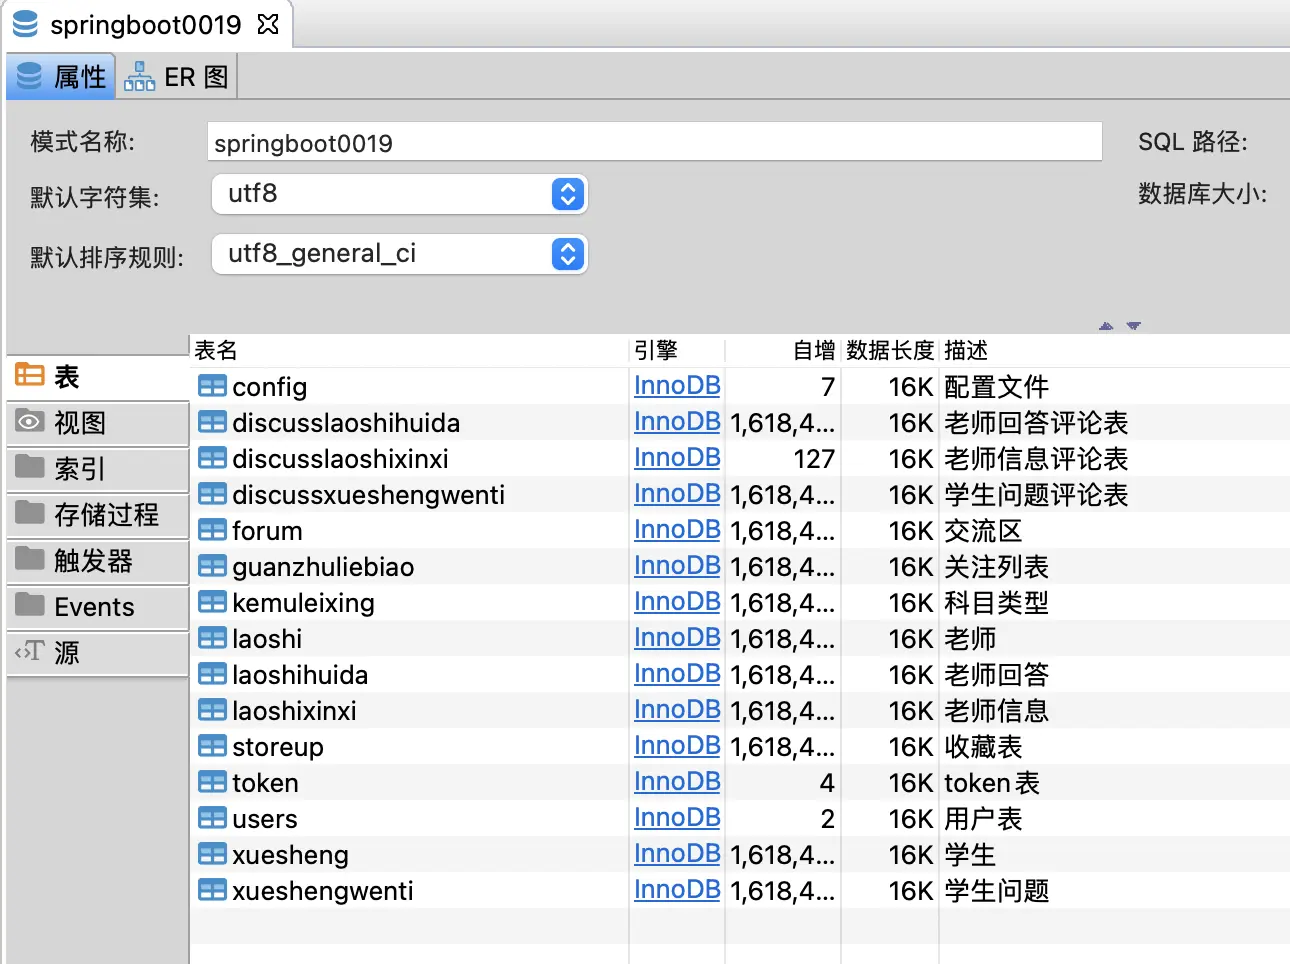 springboot0019
属性 ER 图
模式名称: springboot0019 SQL 路径:
默认字符集: utf8 数据库大小:
默认排序规则: utf8_general_ci
表
视图
索引
存储过程
触发器
Events
源
表名 引擎 自增 数据长度 描述
config InnoDB 7 16K 配置文件
discusslaoshihuida InnoDB 1,618,4... 16K 老师回答评论表
discusslaoshixinxi InnoDB 127 16K 老师信息评论表
discussxueshengwenti InnoDB 1,618,4... 16K 学生问题评论表
forum InnoDB 1,618,4... 16K 交流区
guanzhuliebiao InnoDB 1,618,4... 16K 关注列表
kemuleixing InnoDB 1,618,4... 16K 科目类型
laoshi InnoDB 1,618,4... 16K 老师
laoshihuida InnoDB 1,618,4... 16K 老师回答
laoshixinxi InnoDB 1,618,4... 16K 老师信息
storeup InnoDB 1,618,4... 16K 收藏表
token InnoDB 4 16K token表
users InnoDB 2 16K 用户表
xuesheng InnoDB 1,618,4... 16K 学生
xueshengwenti InnoDB 1,618,4... 16K 学生问题